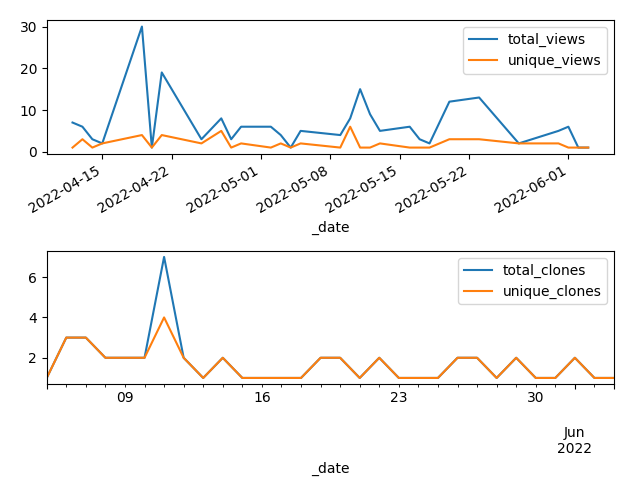 30
20
10
0
total_views
unique_views
2022-04-15
2022-04-22
2022-05-01
2022-05-08
2022-05-15
2022-05-22
2022-06-01
_date
6
4
2
total_clones
unique_clones
09
16
23
30
Jun
2022
_date